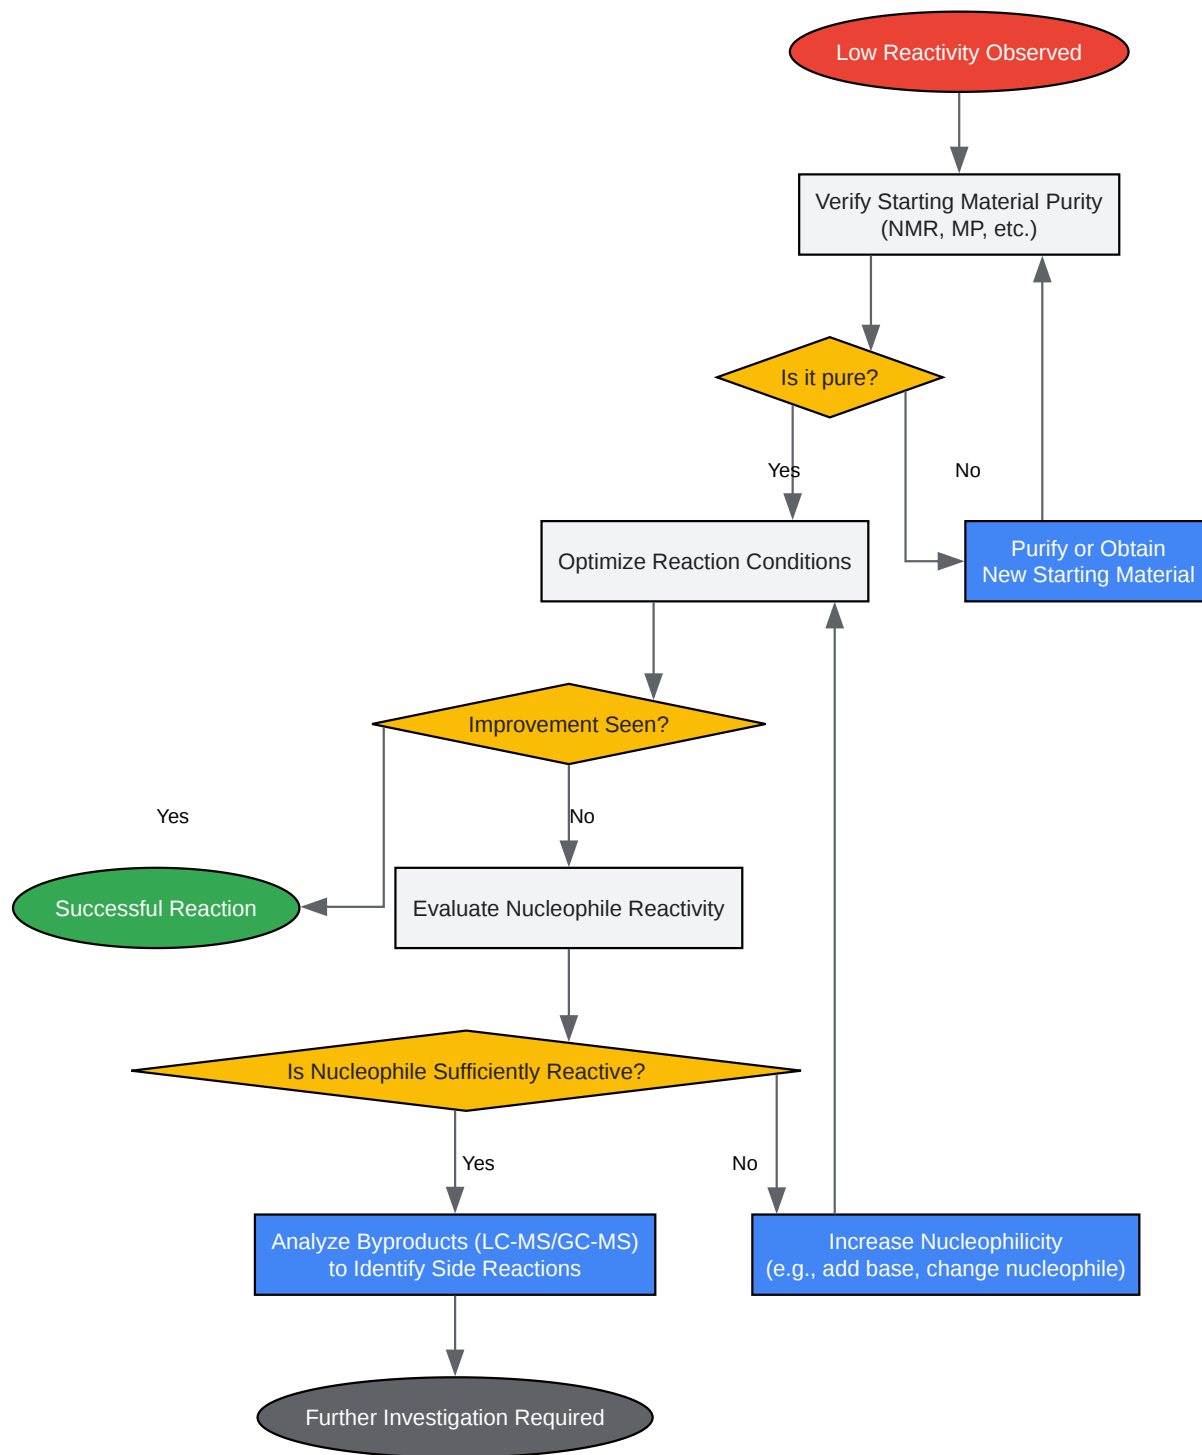 Low Reactivity Observed
Verify Starting Material Purity
(NMR, MP, etc.)
Is it pure?
Yes
No
Optimize Reaction Conditions
Purify or Obtain
New Starting Material
Improvement Seen?
Yes
No
Successful Reaction
Evaluate Nucleophile Reactivity
Is Nucleophile Sufficiently Reactive?
Yes
No
Analyze Byproducts (LC-MS/GC-MS)
to Identify Side Reactions
Increase Nucleophilicity
(e.g., add base, change nucleophile)
Further Investigation Required